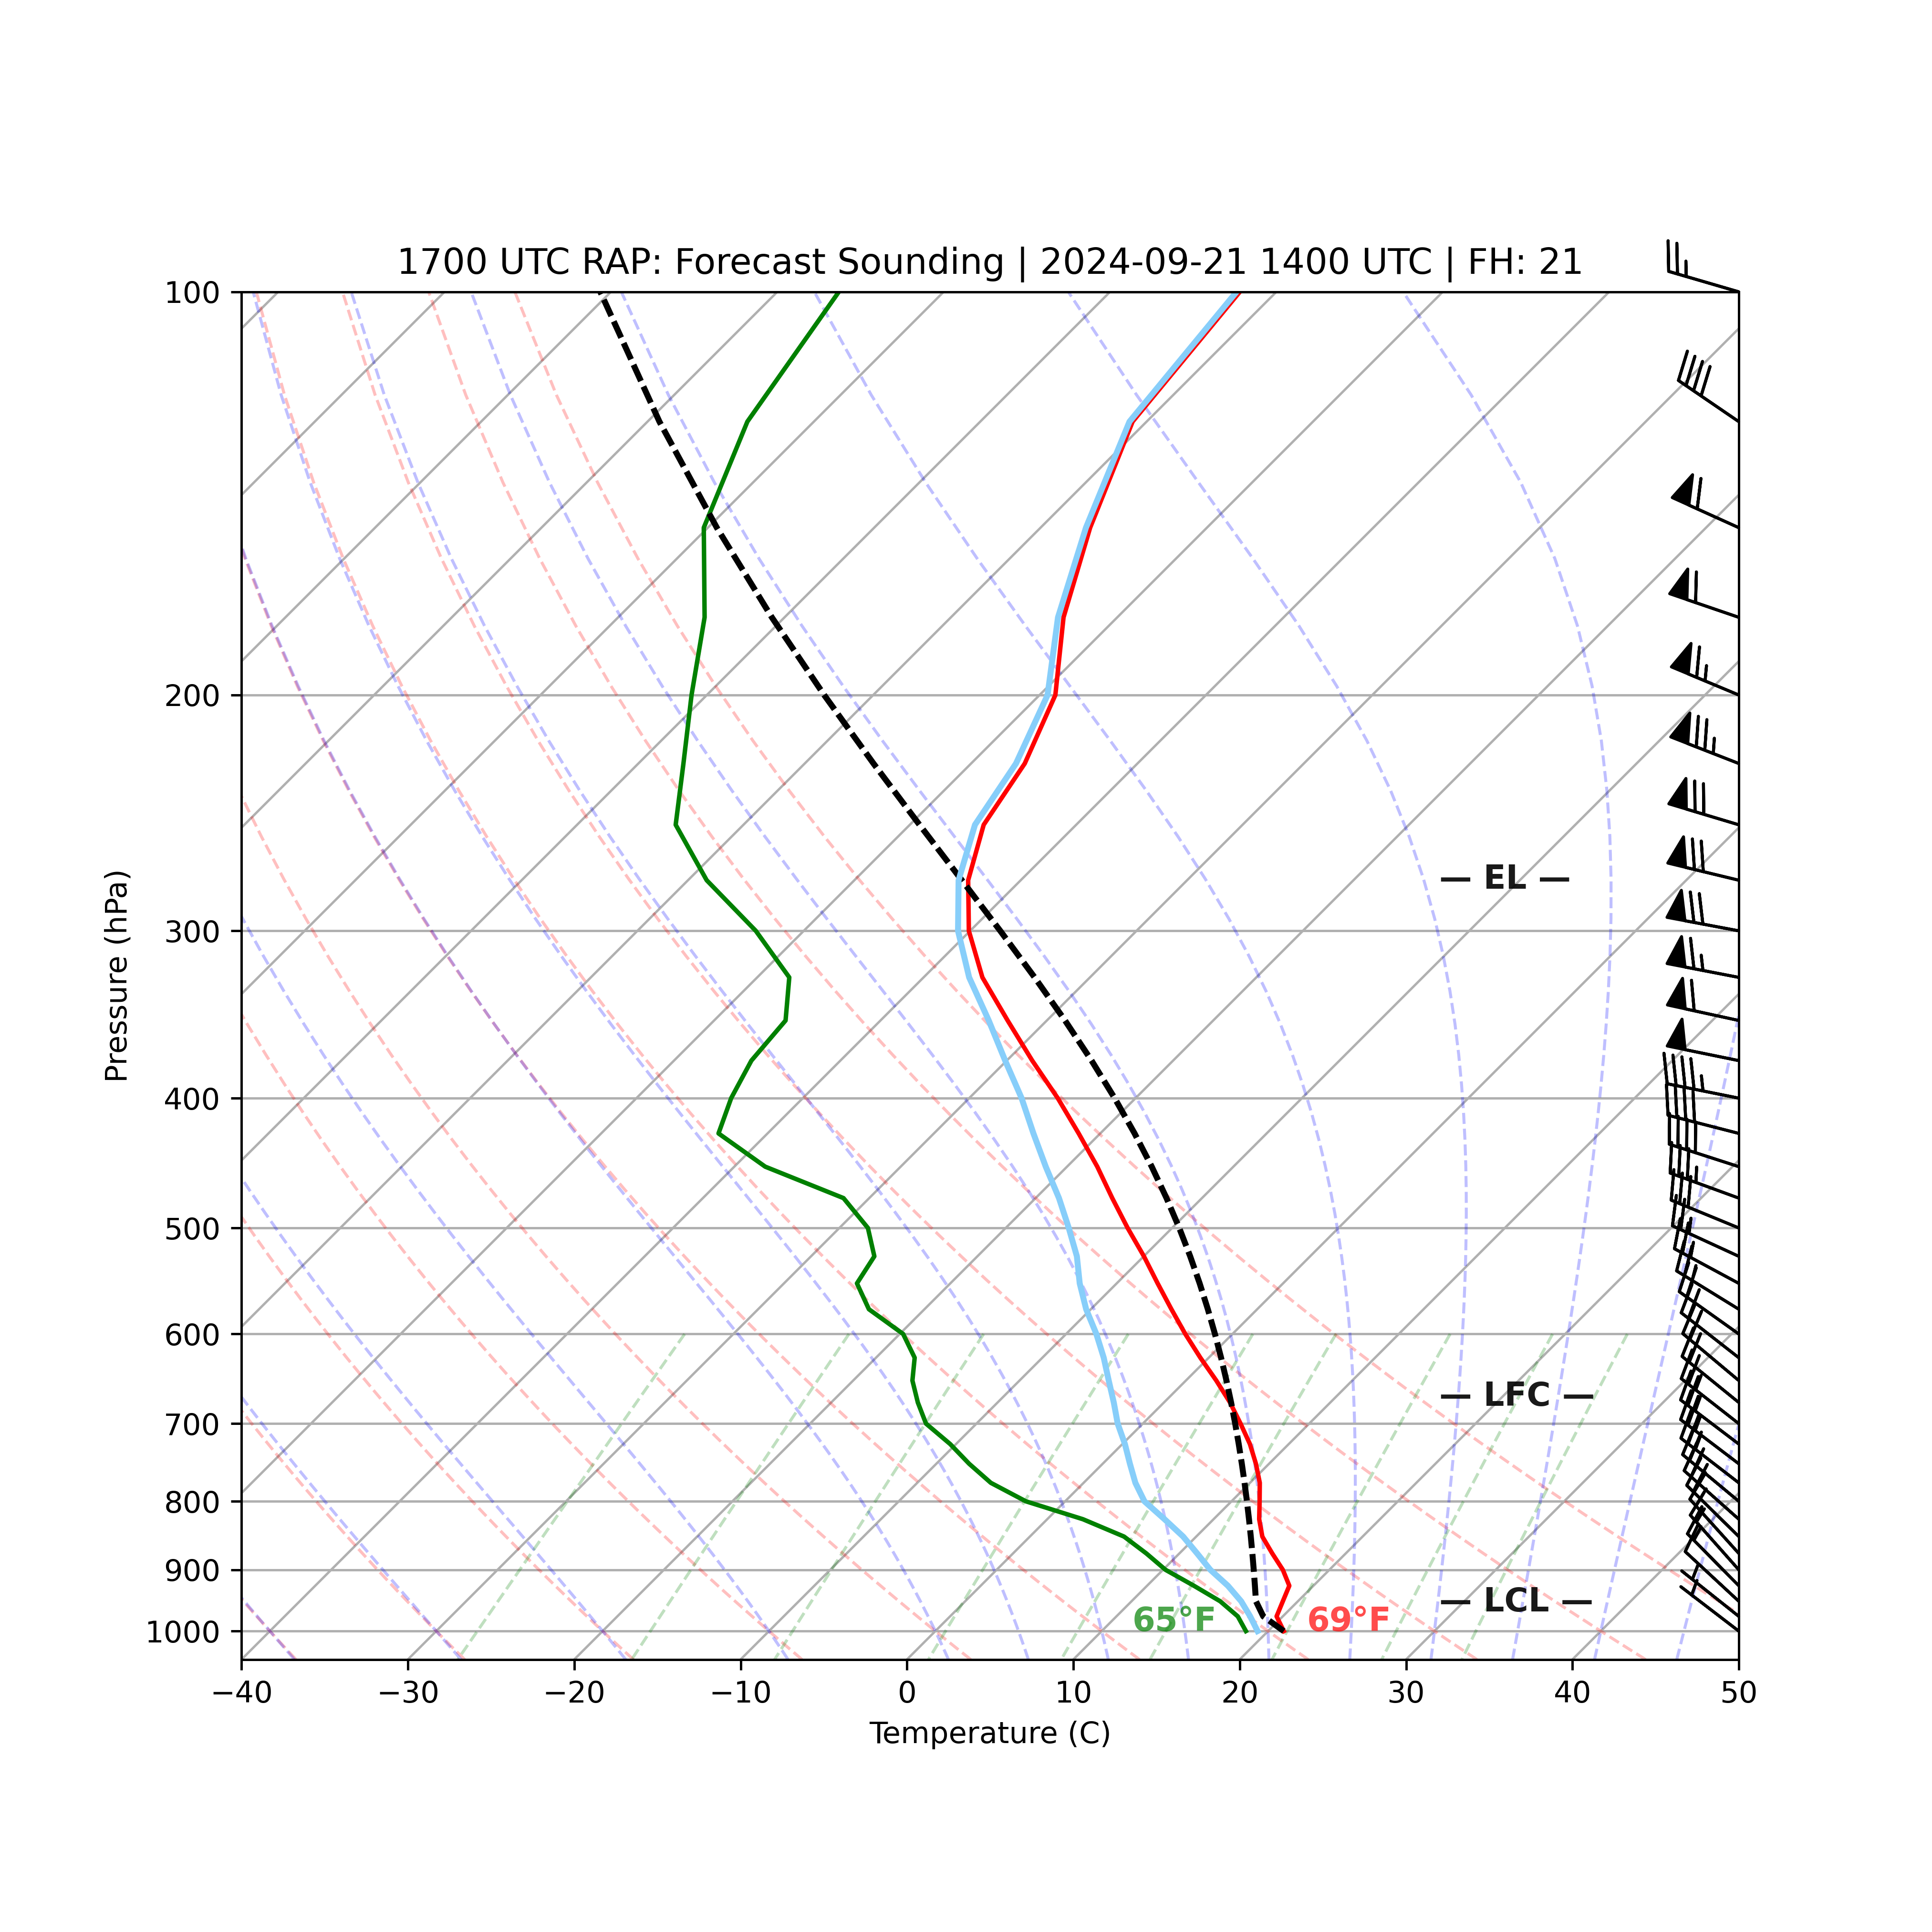 1700 UTC RAP: Forecast Sounding | 2024-09-21 1400 UTC | FH: 21
100
200
300
400
500
600
700
800
900
1000
Pressure (hPa)
— EL —
— LFC —
— LCL —
65°F
69°F
−40 −30 −20 −10 0 10 20 30 40 50
Temperature (C)